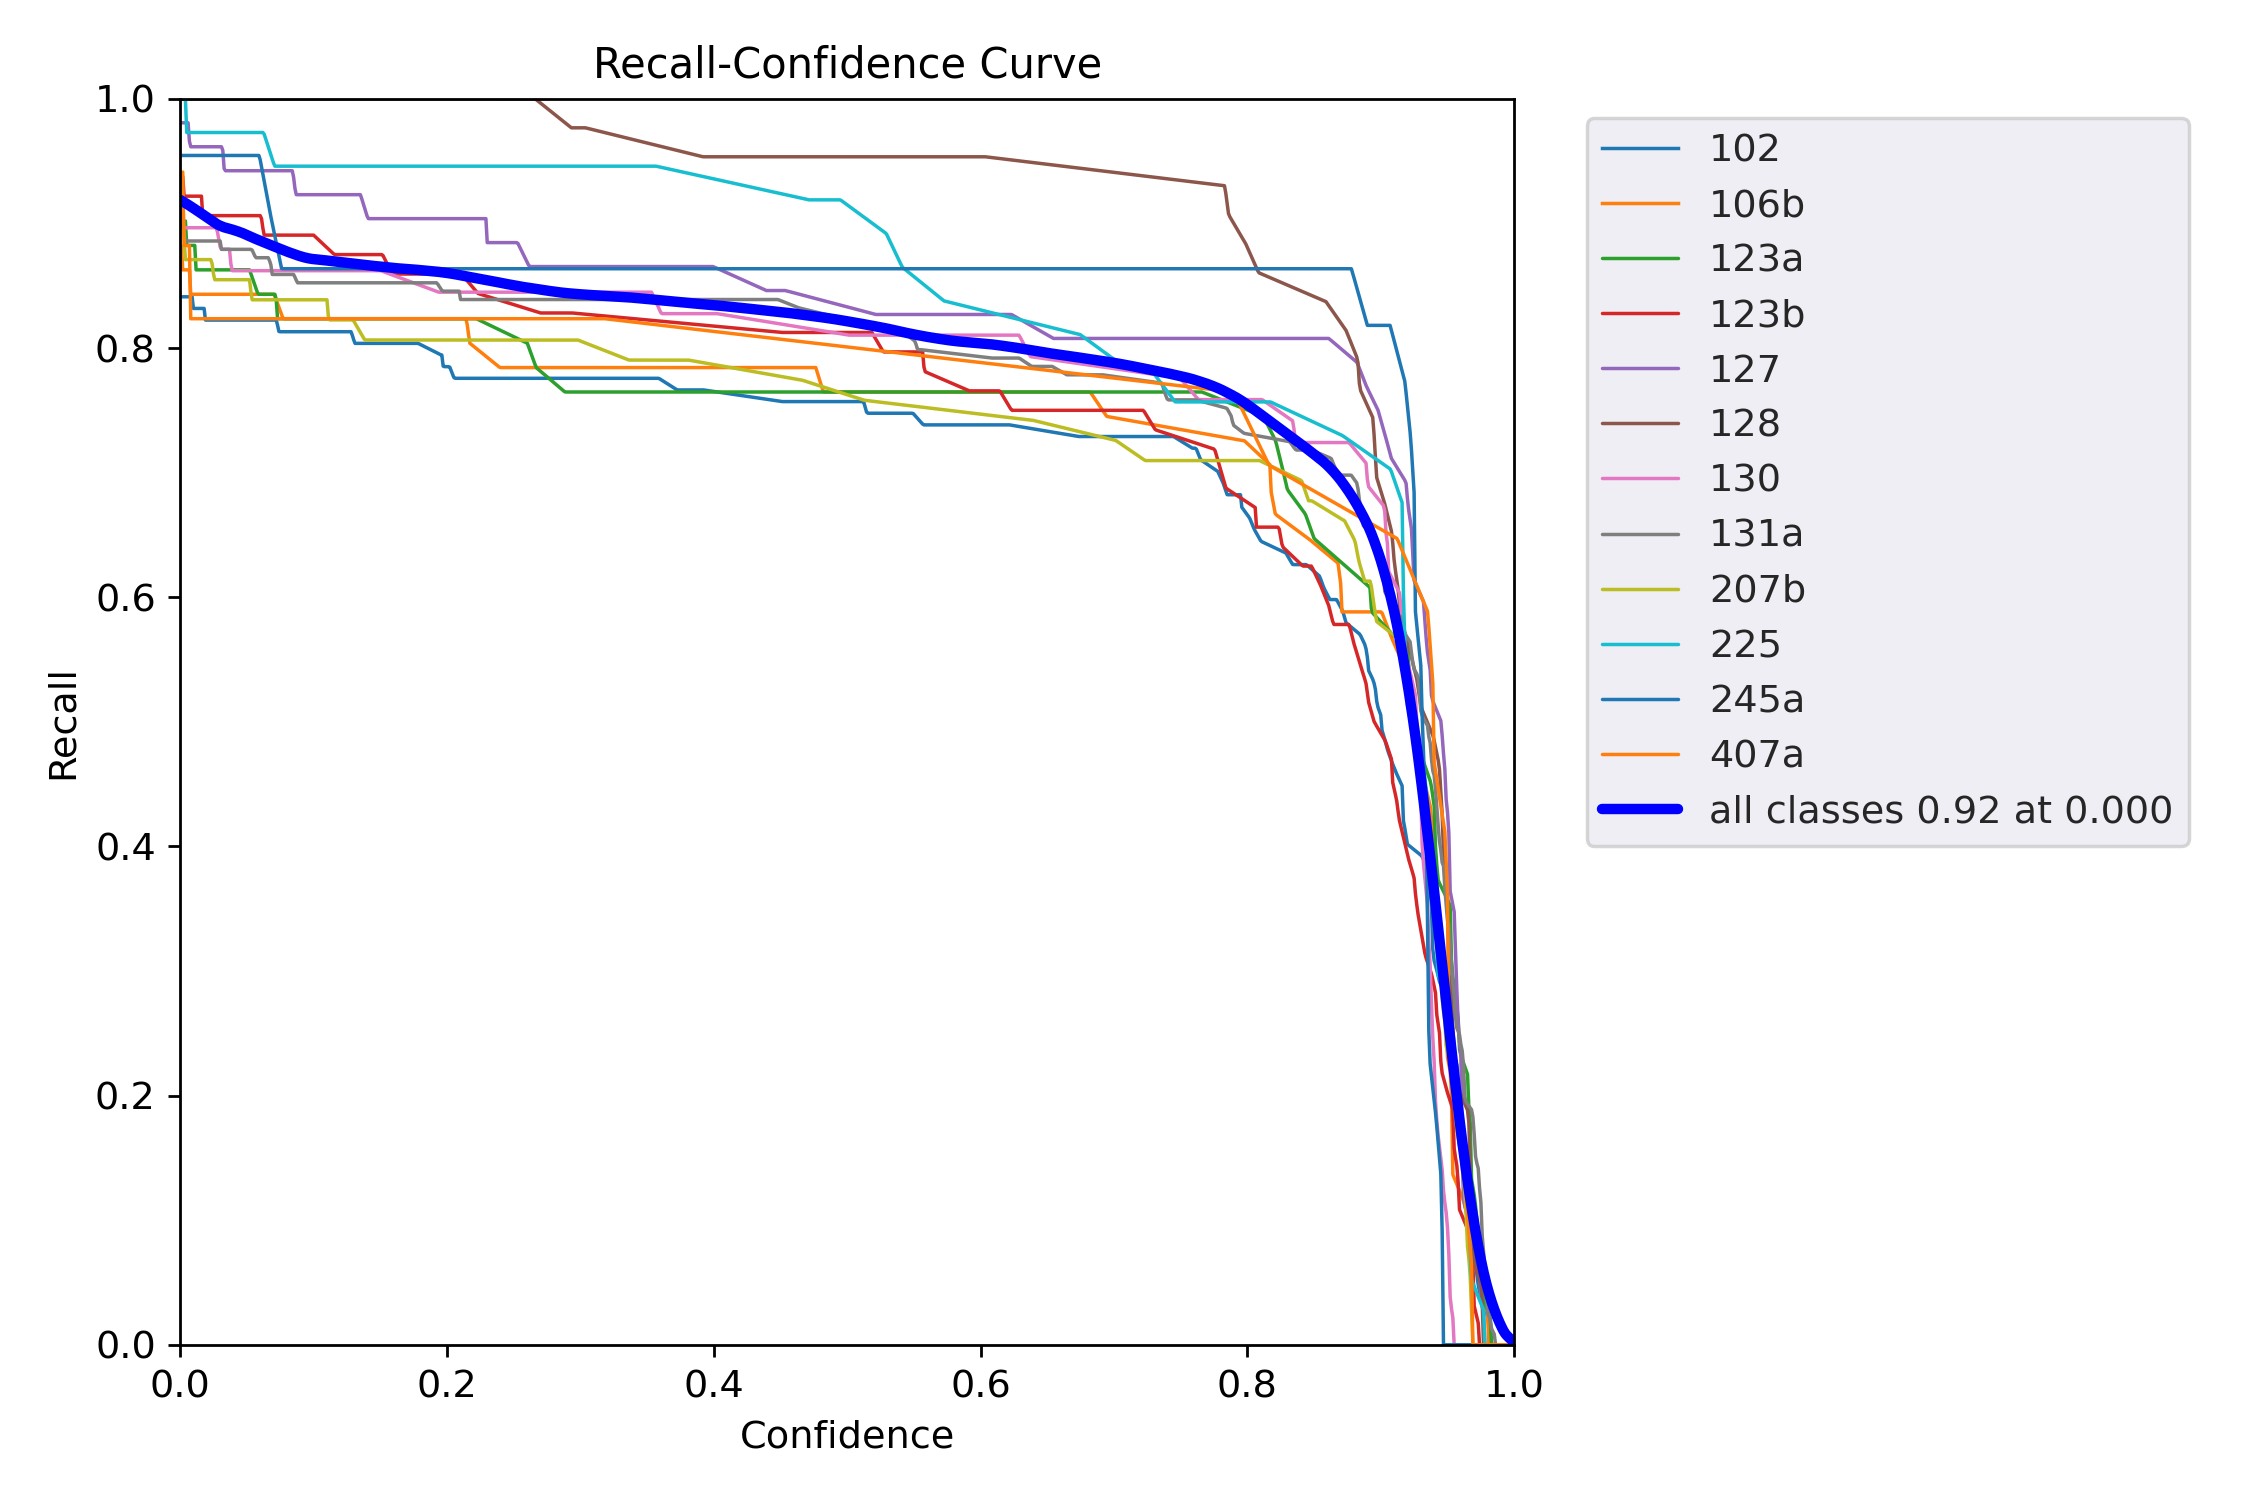 Recall-Confidence Curve
1.0
0.8
0.6
0.4
0.2
0.0
Recall
0.0 0.2 0.4 0.6 0.8 1.0
Confidence
102
106b
123a
123b
127
128
130
131a
207b
225
245a
407a
all classes 0.92 at 0.000